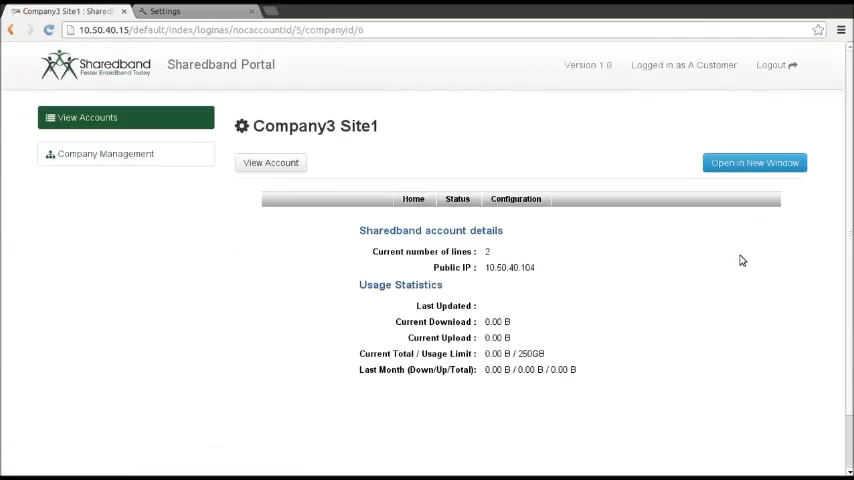 Company3 Site1 : Shared
Settings
10.50.40.15/default/index/loginas/nocaccountid/5/companyid/6
Sharedband
Faster Broadband Today
Sharedband Portal
Version 1.0
Logged in as A Customer
Logout
View Accounts
Company Management
Company3 Site1
View Account
Open in New Window
Home
Status
Configuration
Sharedband account details
Current number of lines : 2
Public IP : 10.50.40.104
Usage Statistics
Last Updated :
Current Download : 0.00 B
Current Upload : 0.00 B
Current Total / Usage Limit : 0.00 B / 250GB
Last Month (Down/Up/Total): 0.00 B / 0.00 B / 0.00 B